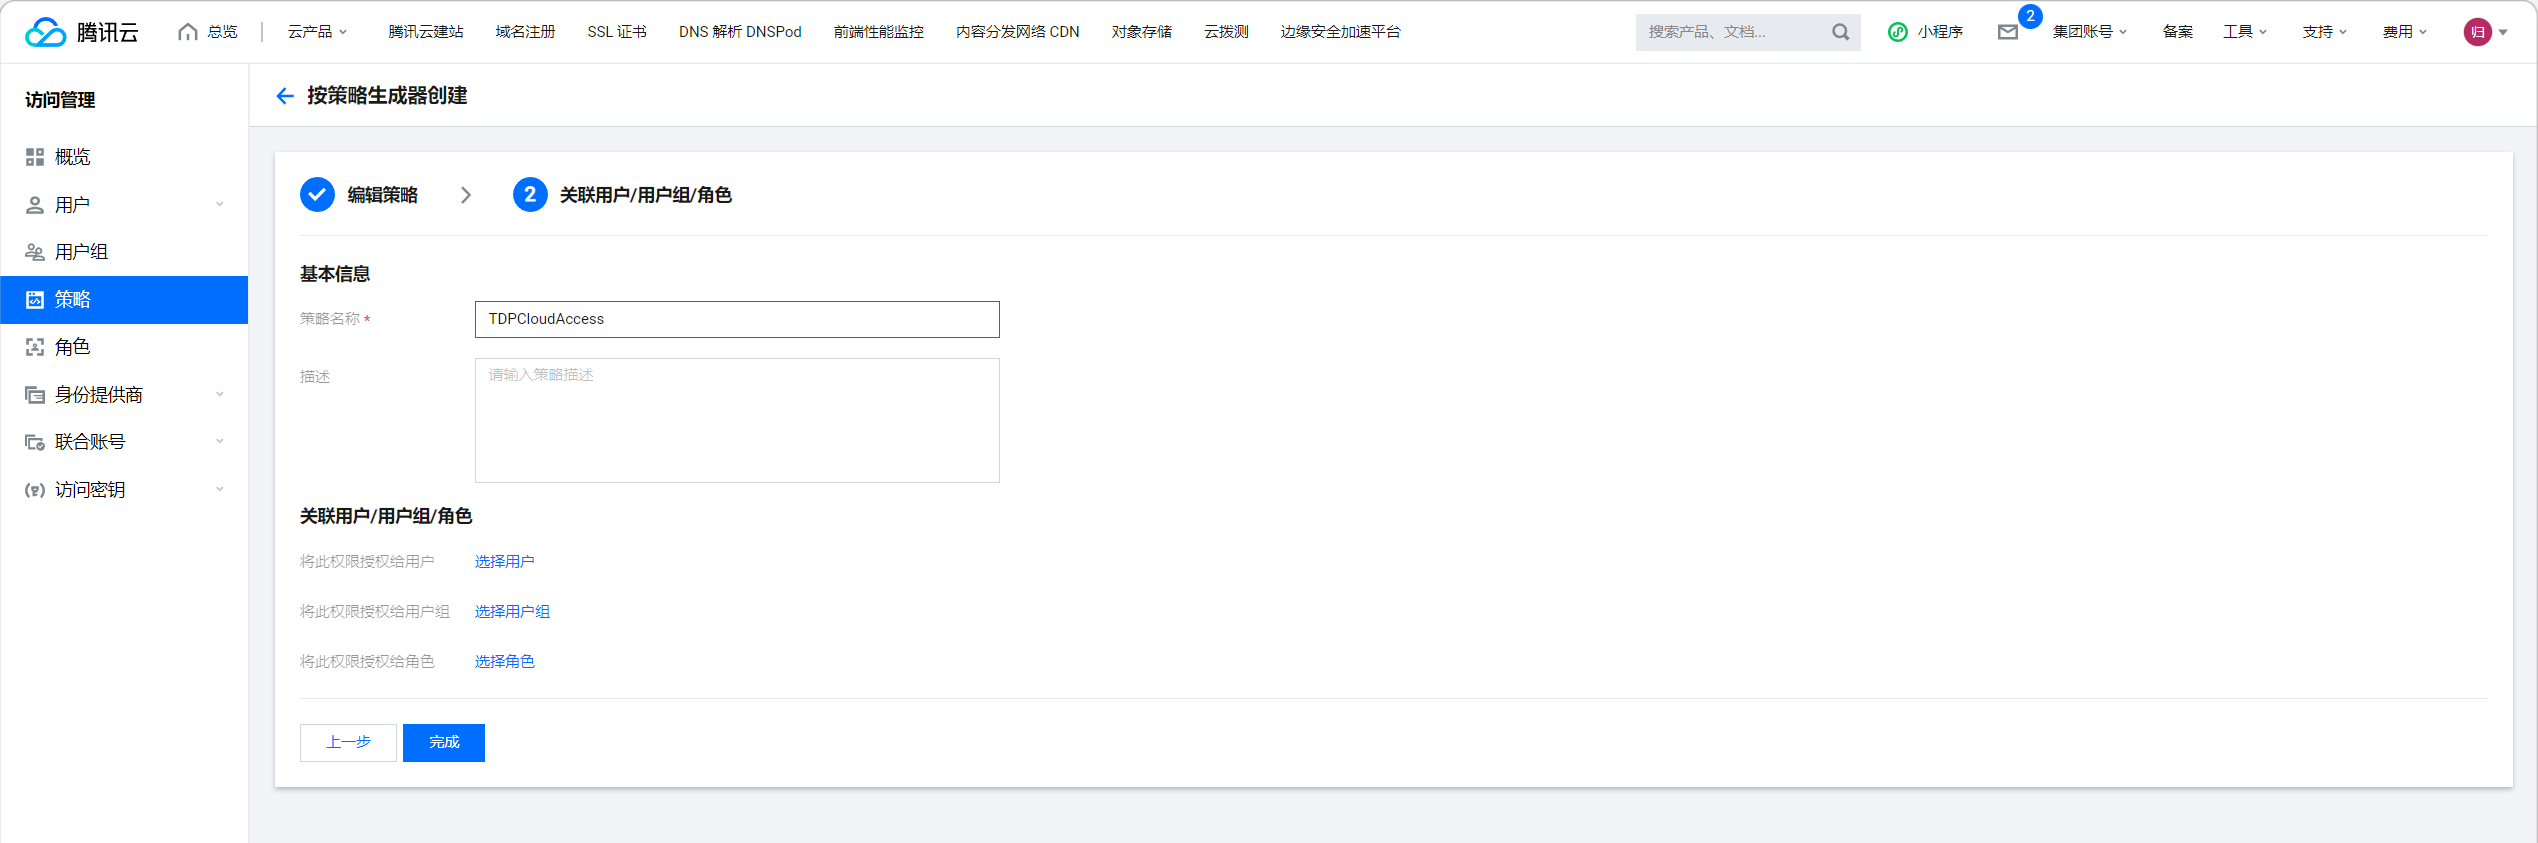 腾讯云 总览 云产品 腾讯云建站 域名注册 SSL 证书 DNS 解析 DNSPod 前端性能监控 内容分发网络 CDN 对象存储 云拨测 边缘安全加速平台 搜索产品、文档... 小程序 2 集团账号 备案 工具 支持 费用 归
访问管理
概览
用户
用户组
策略
角色
身份提供商
联合账号
访问密钥
按策略生成器创建
编辑策略 2 关联用户/用户组/角色
基本信息
策略名称 * TDPCloudAccess
描述 请输入策略描述
关联用户/用户组/角色
将此权限授权给用户 选择用户
将此权限授权给用户组 选择用户组
将此权限授权给角色 选择角色
上一步 完成